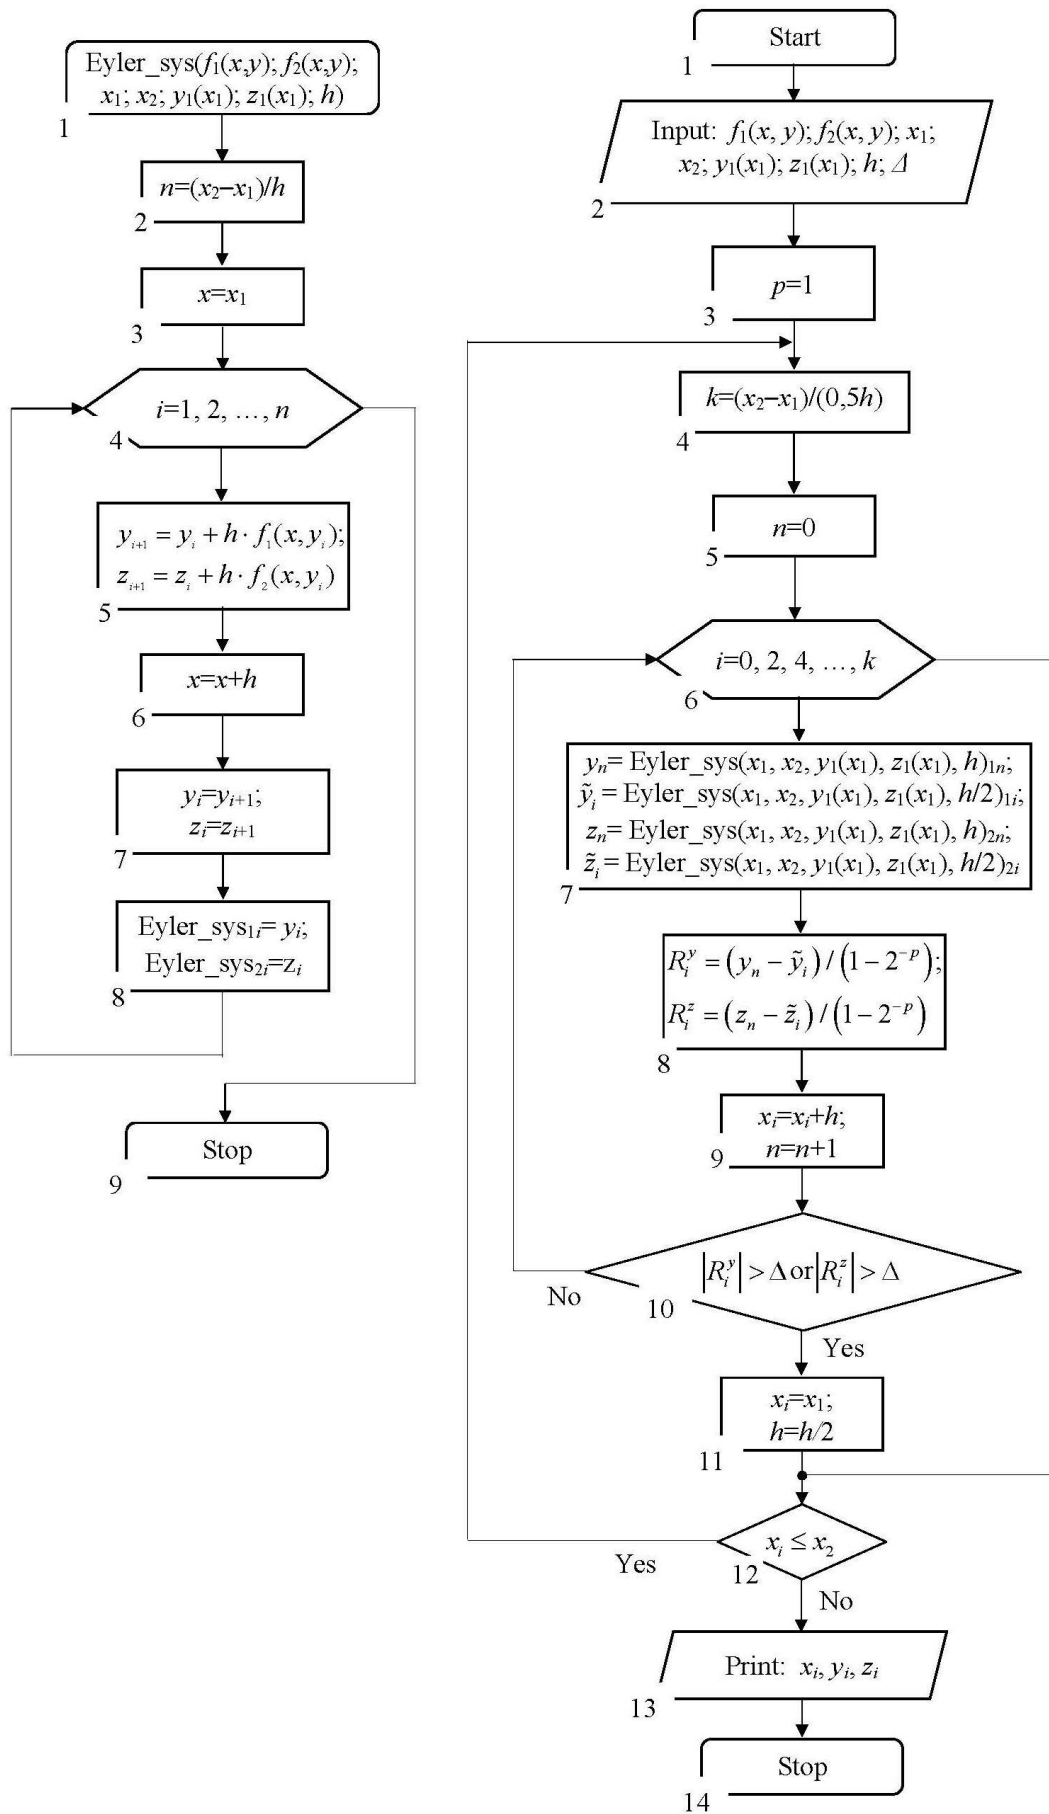 Eyler_sys(f₁(x,y); f₂(x,y);
x₁; x₂; y₁(x₁); z₁(x₁); h)
1
n=(x₂–x₁)/h
2
x=x₁
3
i=1, 2, …, n
4
yᵢ₊₁ = yᵢ + h · f₁(x, yᵢ);
zᵢ₊₁ = zᵢ + h · f₂(x, yᵢ)
5
x=x+h
6
yᵢ=yᵢ₊₁;
zᵢ=zᵢ₊₁
7
Eyler_sys₁ᵢ= yᵢ;
Eyler_sys₂ᵢ=zᵢ
8
Stop
9
Start
1
Input: f₁(x, y); f₂(x, y); x₁;
x₂; y₁(x₁); z₁(x₁); h; Δ
2
p=1
3
k=(x₂–x₁)/(0,5h)
4
n=0
5
i=0, 2, 4, …, k
6
yₙ= Eyler_sys(x₁, x₂, y₁(x₁), z₁(x₁), h)₁ₙ;
ỹᵢ = Eyler_sys(x₁, x₂, y₁(x₁), z₁(x₁), h/2)₁ᵢ;
zₙ= Eyler_sys(x₁, x₂, y₁(x₁), z₁(x₁), h)₂ₙ;
z̃ᵢ = Eyler_sys(x₁, x₂, y₁(x₁), z₁(x₁), h/2)₂ᵢ
7
Rᵢʸ = (yₙ − ỹᵢ) / (1 − 2⁻ᵖ);
Rᵢᶻ = (zₙ − z̃ᵢ) / (1 − 2⁻ᵖ)
8
xᵢ=xᵢ+h;
n=n+1
9
|Rᵢʸ| > Δ or |Rᵢᶻ| > Δ
No
10
Yes
xᵢ=x₁;
h=h/2
11
xᵢ ≤ x₂
Yes
12
No
Print: xᵢ, yᵢ, zᵢ
13
Stop
14